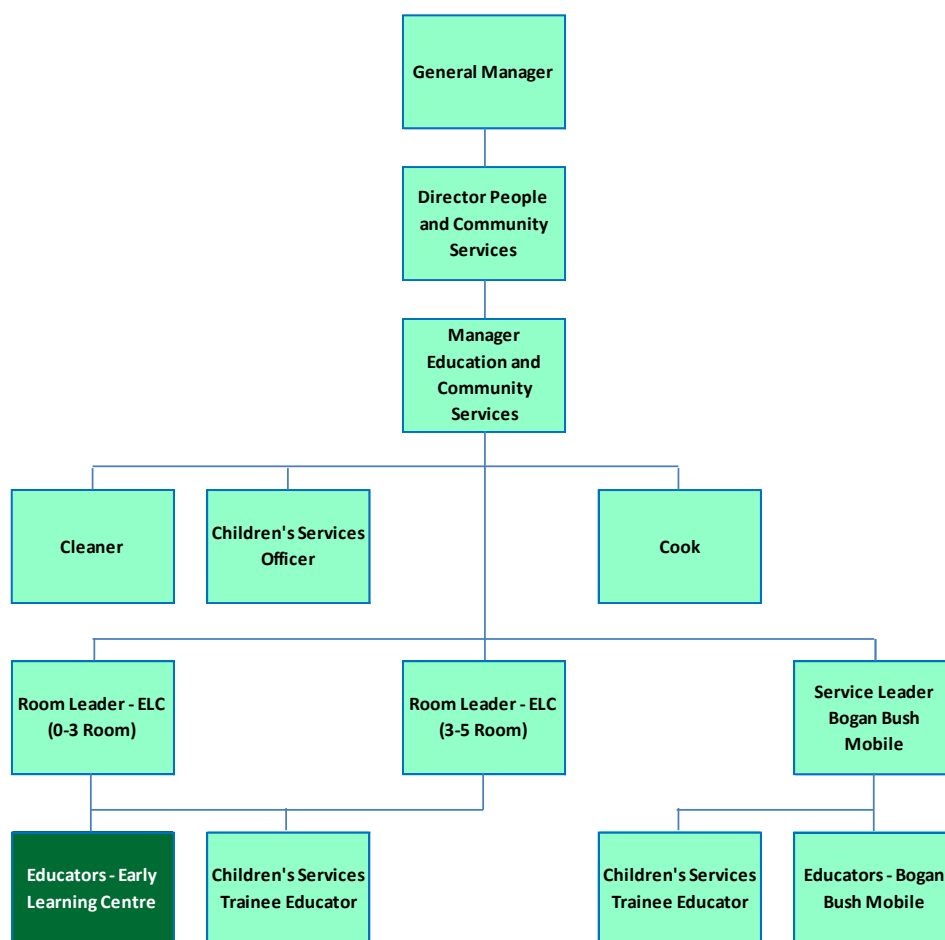 General Manager
Director People
and Community
Services
Manager
Education and
Community
Services
Cleaner
Children's Services
Officer
Cook
Room Leader - ELC
(0-3 Room)
Room Leader - ELC
(3-5 Room)
Service Leader
Bogan Bush
Mobile
Educators - Early
Learning Centre
Children's Services
Trainee Educator
Children's Services
Trainee Educator
Educators - Bogan
Bush Mobile